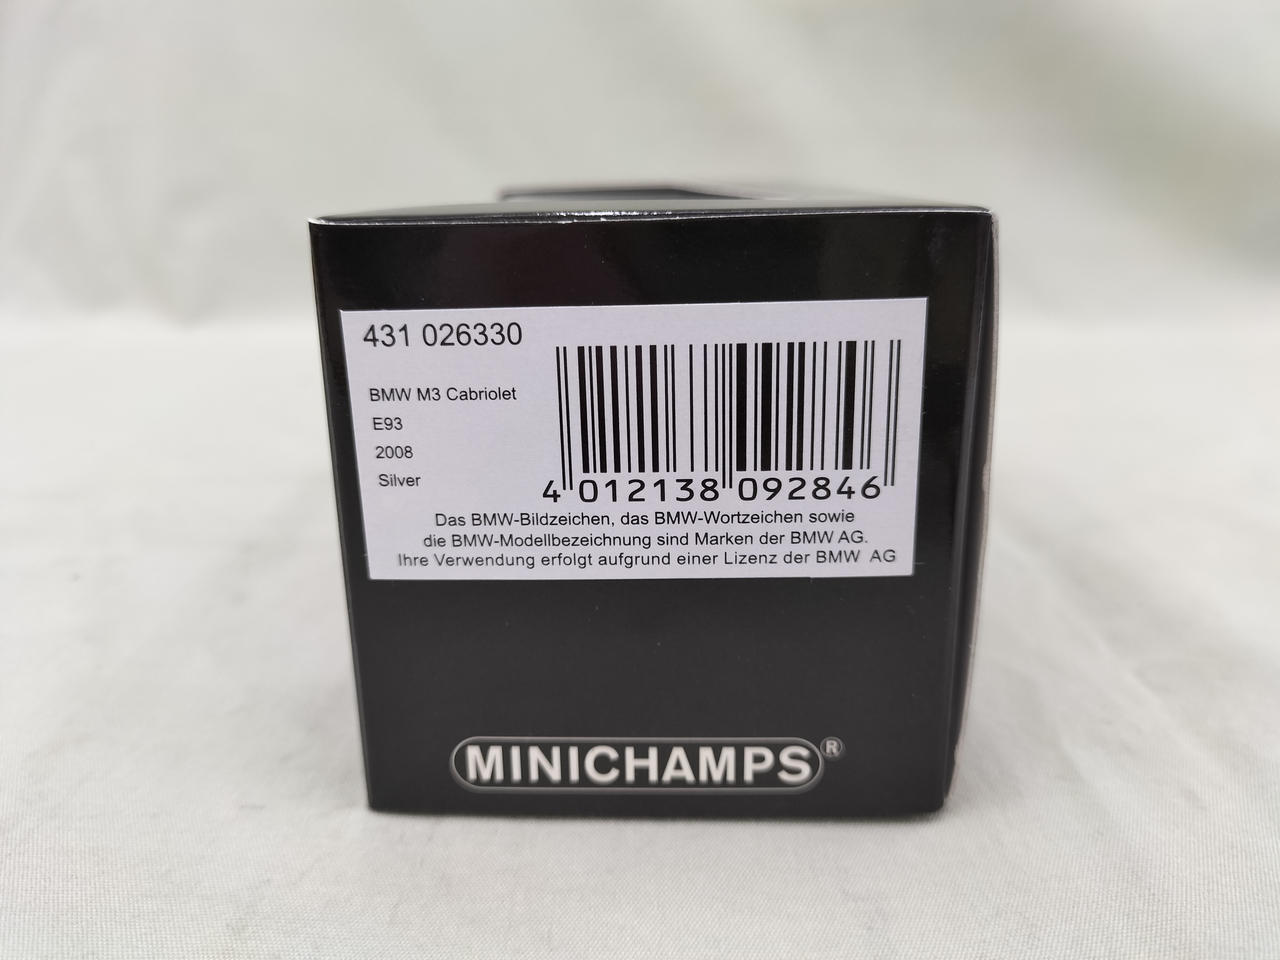 431 026330
BMW M3 Cabriolet
E93
2008
Silver
4 012138 092846
Das BMW-Bildzeichen, das BMW-Wortzeichen sowie
die BMW-Modellbezeichnung sind Marken der BMW AG.
Ihre Verwendung erfolgt aufgrund einer Lizenz der BMW AG
MINICHAMPS®